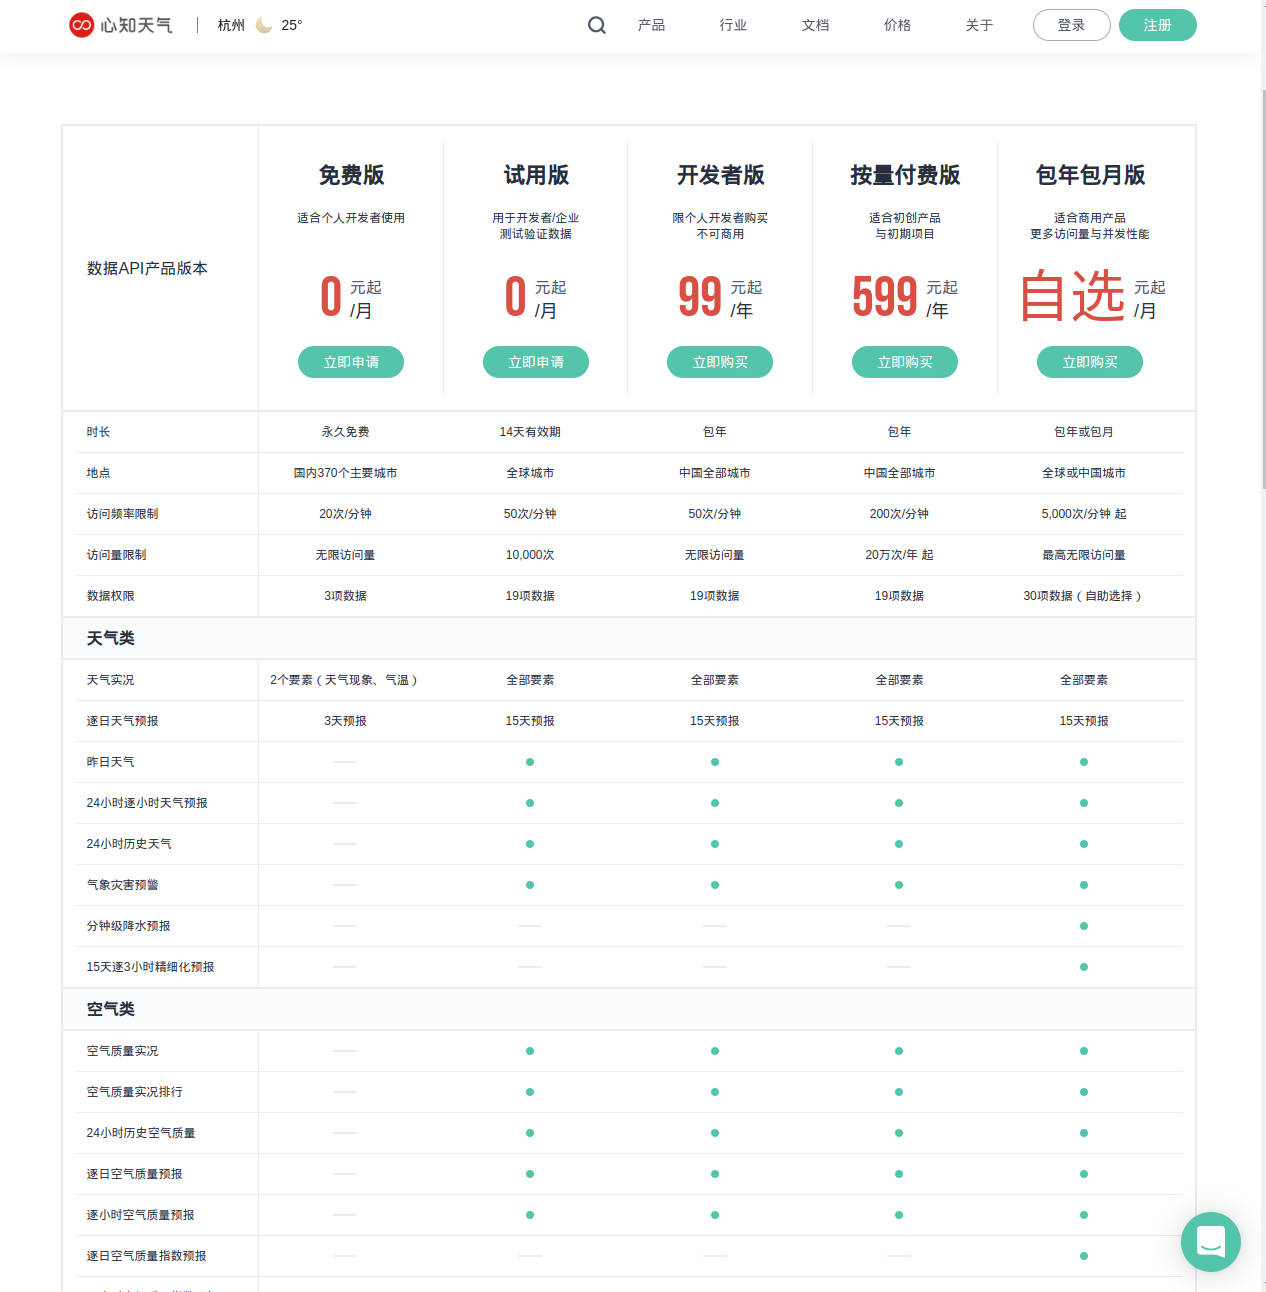 心知天气 杭州 25° 产品 行业 文档 价格 关于 登录 注册
数据API产品版本
免费版 试用版 开发者版 按量付费版 包年包月版
适合个人开发者使用 用于开发者/企业 限个人开发者购买 适合初创产品 适合商用产品
测试验证数据 不可商用 与初期项目 更多访问量与并发性能
0 元起 0 元起 99 元起 599 元起 自选 元起
/月 /月 /年 /年 /月
立即申请 立即申请 立即购买 立即购买 立即购买
时长 永久免费 14天有效期 包年 包年 包年或包月
地点 国内370个主要城市 全球城市 中国全部城市 中国全部城市 全球或中国城市
访问频率限制 20次/分钟 50次/分钟 50次/分钟 200次/分钟 5,000次/分钟 起
访问量限制 无限访问量 10,000次 无限访问量 20万次/年 起 最高无限访问量
数据权限 3项数据 19项数据 19项数据 19项数据 30项数据（自助选择）
天气类
天气实况 2个要素（天气现象、气温） 全部要素 全部要素 全部要素 全部要素
逐日天气预报 3天预报 15天预报 15天预报 15天预报 15天预报
昨日天气
24小时逐小时天气预报
24小时历史天气
气象灾害预警
分钟级降水预报
15天逐3小时精细化预报
空气类
空气质量实况
空气质量实况排行
24小时历史空气质量
逐日空气质量预报
逐小时空气质量预报
逐日空气质量指数预报